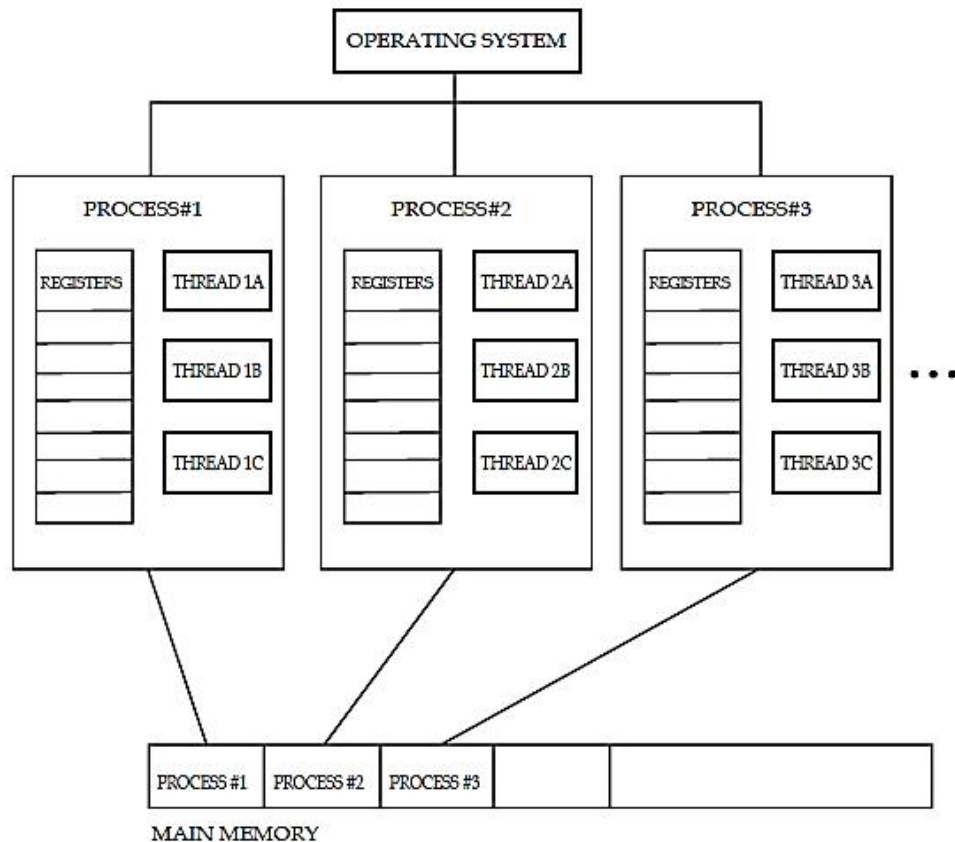 OPERATING SYSTEM
PROCESS#1
PROCESS#2
PROCESS#3
REGISTERS
THREAD 1A
THREAD 1B
THREAD 1C
REGISTERS
THREAD 2A
THREAD 2B
THREAD 2C
REGISTERS
THREAD 3A
THREAD 3B
THREAD 3C
...
PROCESS #1
PROCESS #2
PROCESS #3
MAIN MEMORY